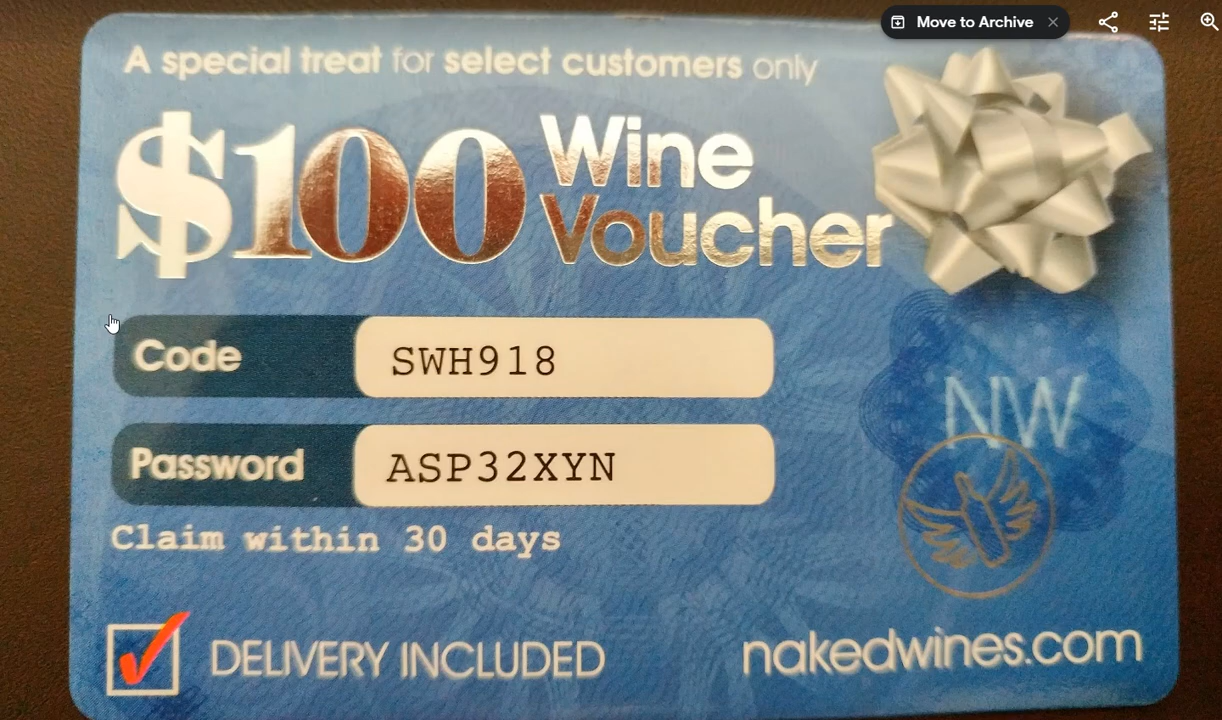 Move to Archive
A special treat for select customers only
$100 Wine
Voucher
Code SWH918
Password ASP32XYN
Claim within 30 days
NW
DELIVERY INCLUDED
nakedwines.com